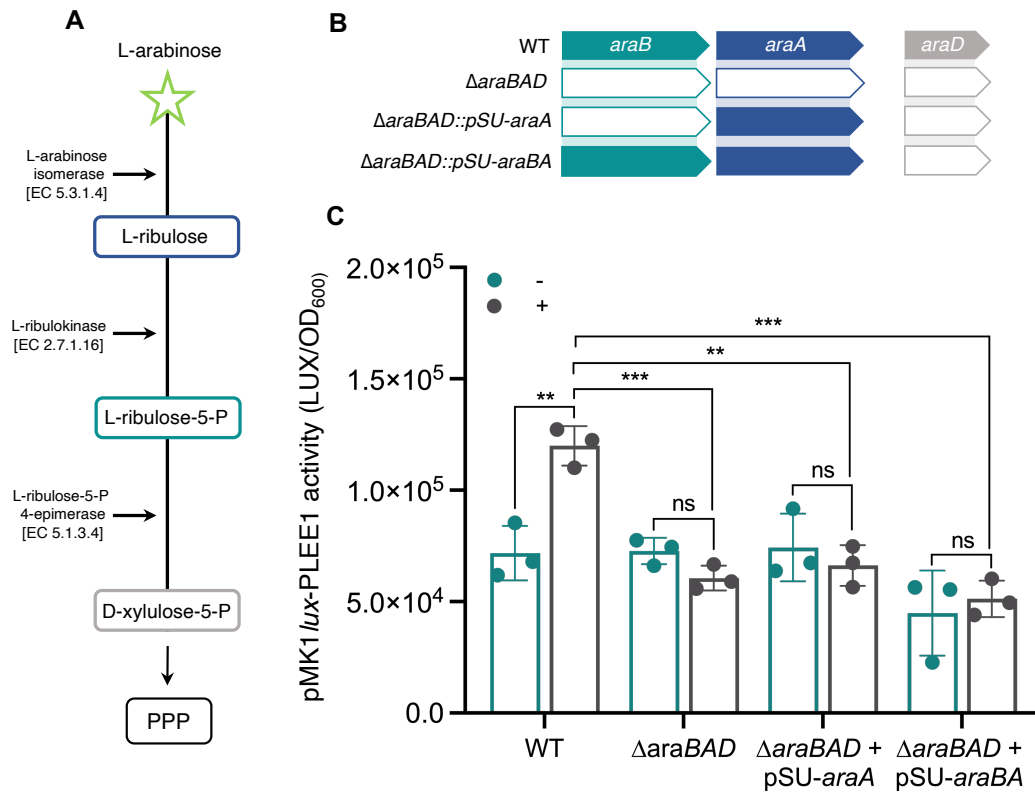 A
L-arabinose
L-arabinose
isomerase
[EC 5.3.1.4]
L-ribulose
L-ribulokinase
[EC 2.7.1.16]
L-ribulose-5-P
L-ribulose-5-P
4-epimerase
[EC 5.1.3.4]
D-xylulose-5-P
PPP
B
WT araB araA araD
ΔaraBAD
ΔaraBAD::pSU-araA
ΔaraBAD::pSU-araBA
C
pMK1lux-PLEE1 activity (LUX/OD600)
2.0×10⁵
1.5×10⁵
1.0×10⁵
5.0×10⁴
0.0
-
+
**
***
**
***
ns
ns
ns
WT
ΔaraBAD
ΔaraBAD +
pSU-araA
ΔaraBAD +
pSU-araBA